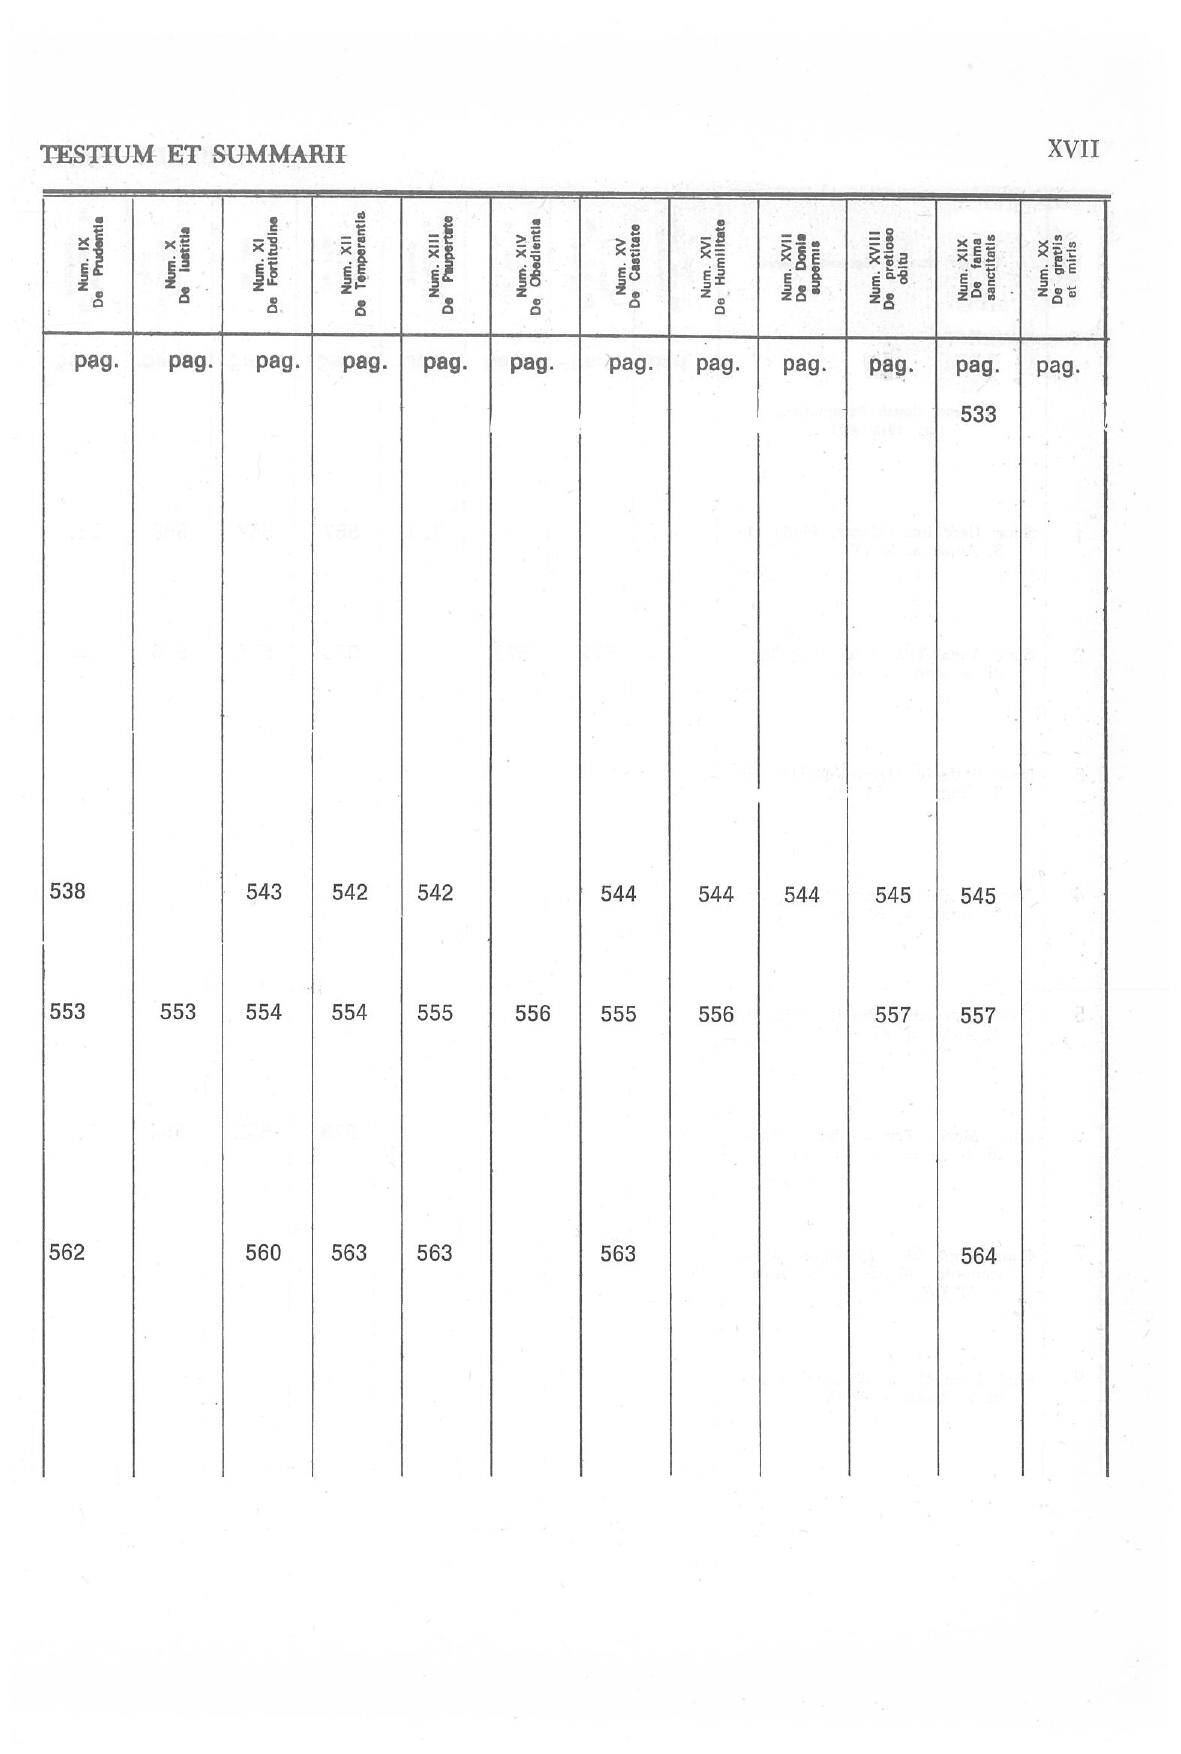 TESTIUM ET SUMMARII
XVII
Num. IX
De Prudentia
Num. X
De Iustitia
Num. XI
De Fortitudine
Num. XII
De Temperantia
Num. XIII
De Paupertate
Num. XIV
De Obedientia
Num. XV
De Castitate
Num. XVI
De Humilitate
Num. XVII
De Donis
supernis
Num. XVIII
De pretioso
obitu
Num. XIX
De fama
sanctitatis
Num. XX
De gratiis
et miris
pag. pag. pag. pag. pag. pag. pag. pag. pag. pag. pag. pag.
533
538 543 542 542 544 544 544 545 545
553 553 554 554 555 556 555 556 557 557
562 560 563 563 563 564